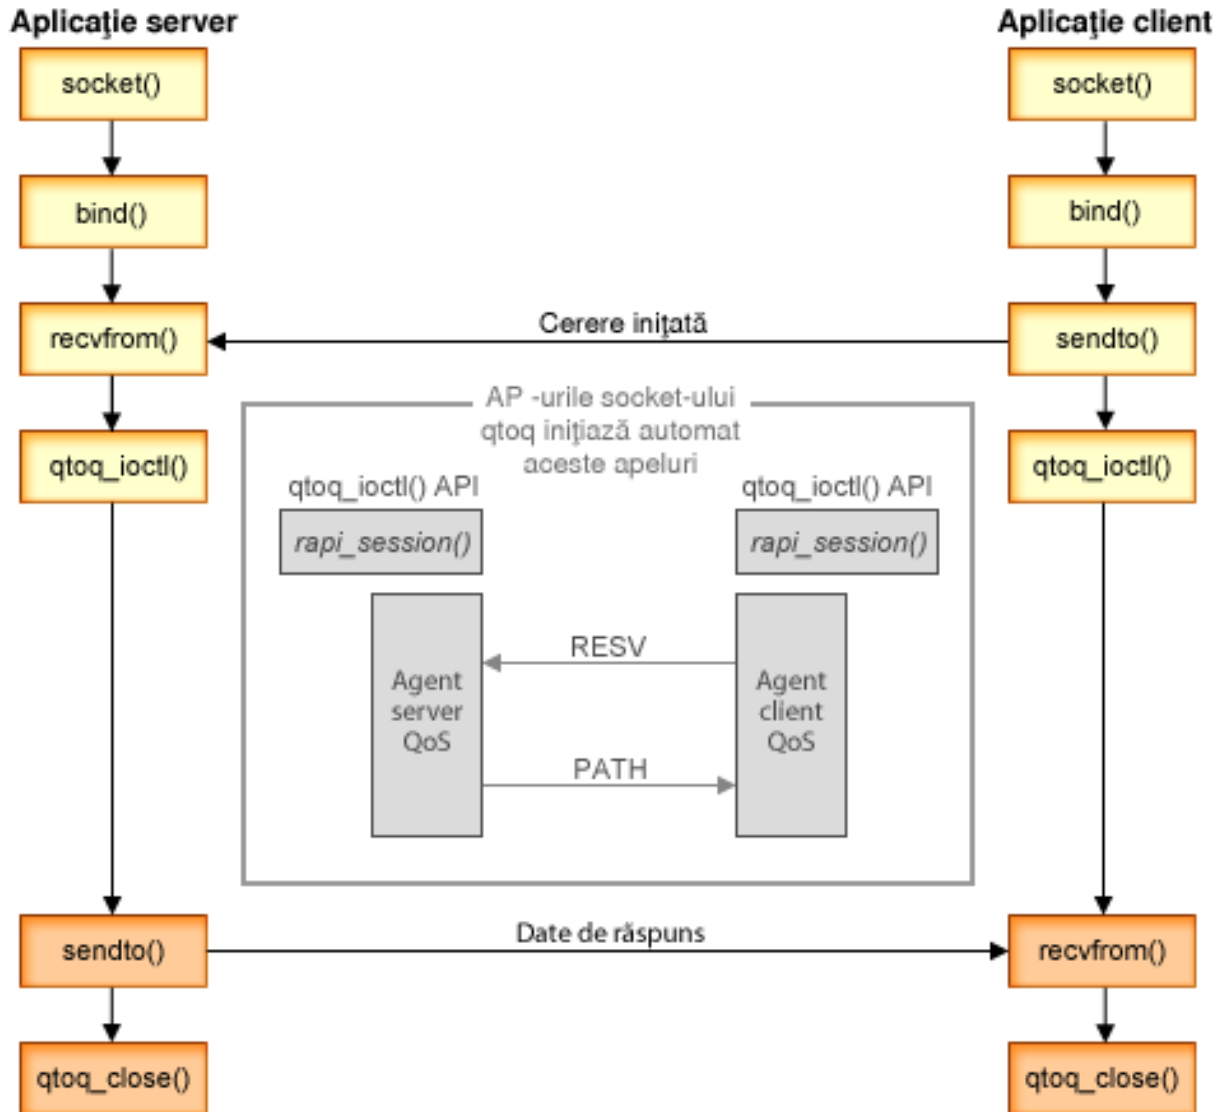 Aplicaţie server
Aplicaţie client
socket()
socket()
bind()
bind()
recvfrom()
Cerere iniţată
sendto()
AP -urile socket-ului
qtoq iniţiază automat
aceste apeluri
qtoq_ioctl()
qtoq_ioctl()
qtoq_ioctl() API
qtoq_ioctl() API
rapi_session()
rapi_session()
RESV
Agent
server
QoS
Agent
client
QoS
PATH
sendto()
Date de răspuns
recvfrom()
qtoq_close()
qtoq_close()